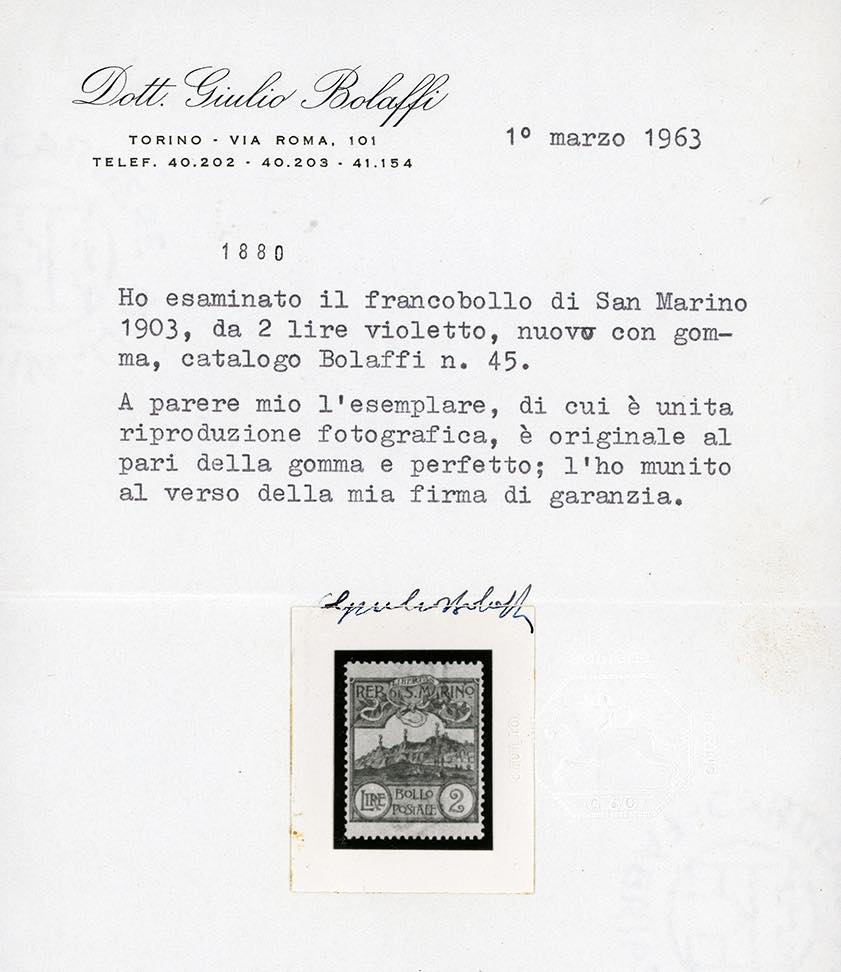 Dott. Giulio Bolaffi
TORINO - VIA ROMA, 101
TELEF. 40.202 - 40.203 - 41.154
1º marzo 1963
1880
Ho esaminato il francobollo di San Marino
1903, da 2 lire violetto, nuovo con gom-
ma, catalogo Bolaffi n. 45.
A parere mio l'esemplare, di cui è unita
riproduzione fotografica, è originale al
pari della gomma e perfetto; l'ho munito
al verso della mia firma di garanzia.
Giulio Bolaffi
LIBERTAS
REP. DI S. MARINO
LIRE
BOLLO
POSTALE
2